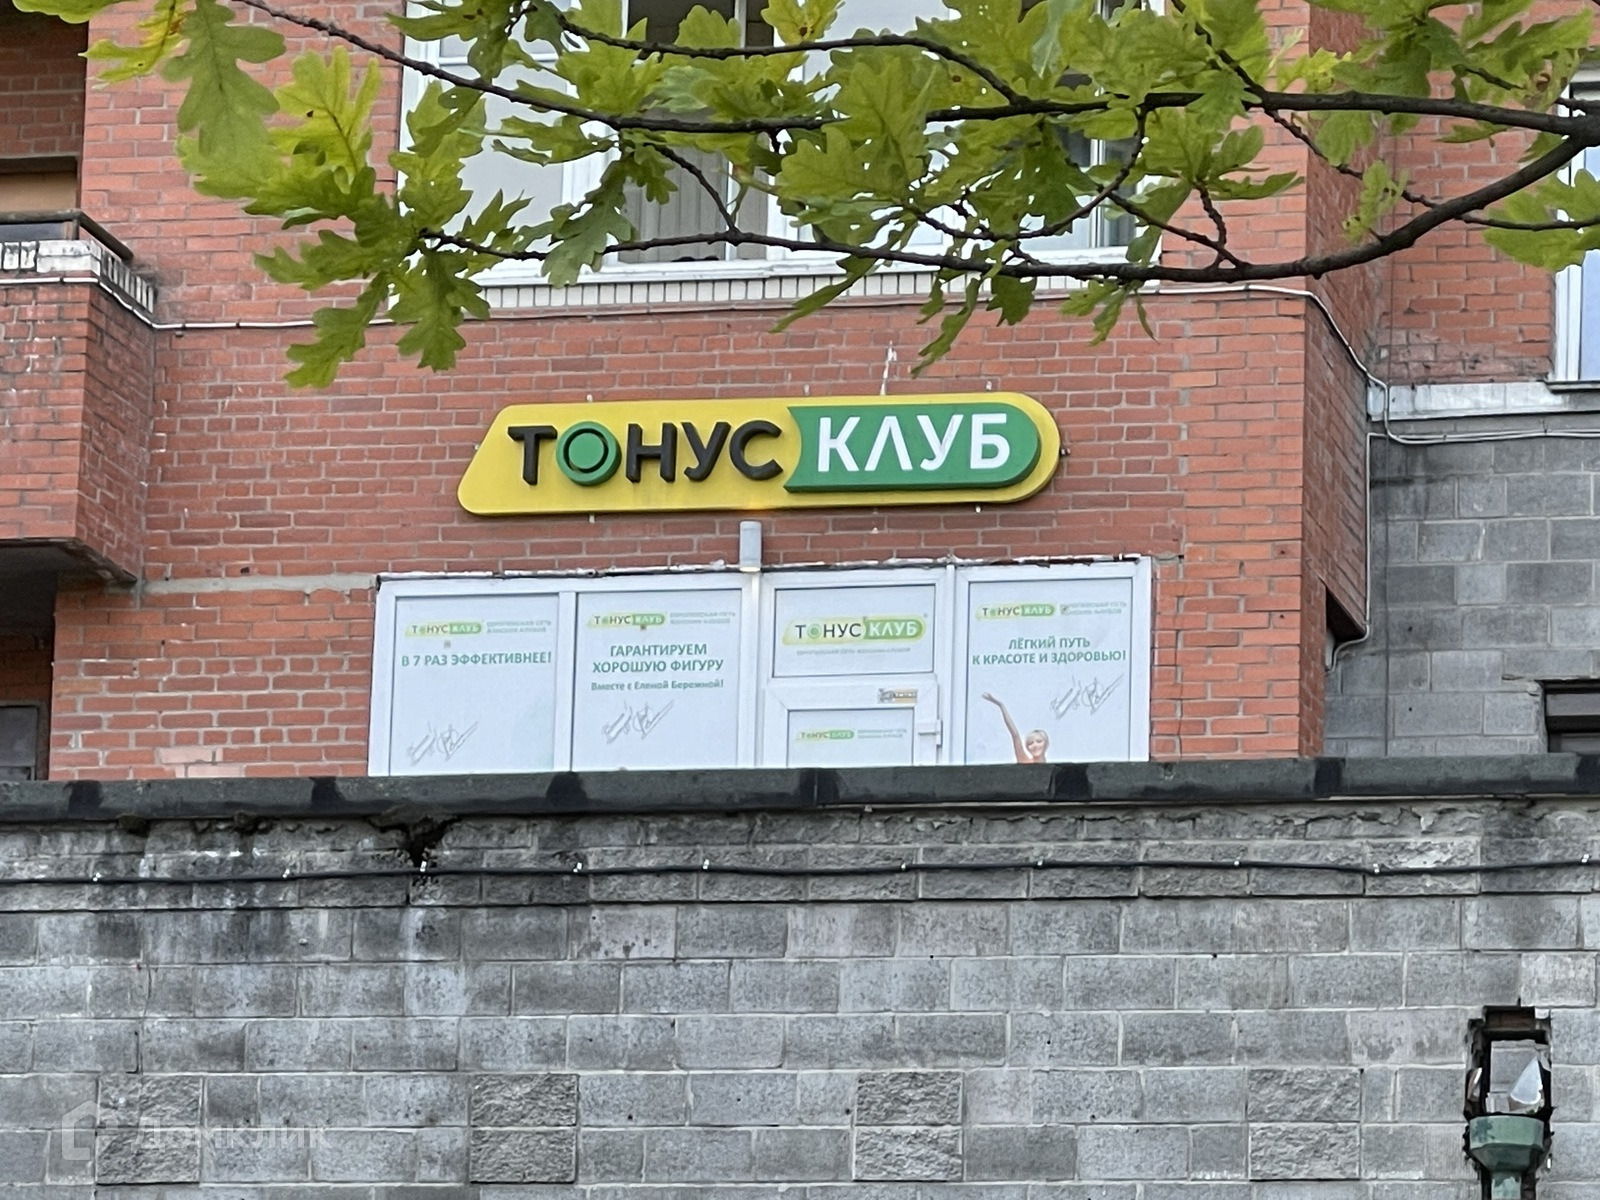 ТОНУС КЛУБ
ТОНУС КЛУБ
В 7 РАЗ ЭФФЕКТИВНЕЕ!
ТОНУС КЛУБ
ГАРАНТИРУЕМ
ХОРОШУЮ ФИГУРУ
Вместе с Еленой Бережной!
ТОНУС КЛУБ
ТОНУС КЛУБ
ТОНУС КЛУБ
ЛЁГКИЙ ПУТЬ
К КРАСОТЕ И ЗДОРОВЬЮ!
Домклик